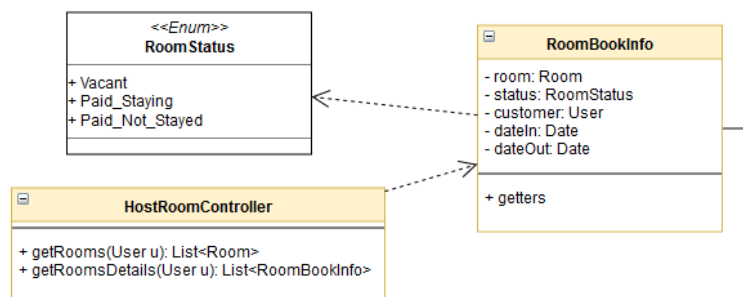 <<Enum>>
RoomStatus
+ Vacant
+ Paid_Staying
+ Paid_Not_Stayed
RoomBookInfo
- room: Room
- status: RoomStatus
- customer: User
- dateIn: Date
- dateOut: Date
+ getters
HostRoomController
+ getRooms(User u): List<Room>
+ getRoomsDetails(User u): List<RoomBookInfo>